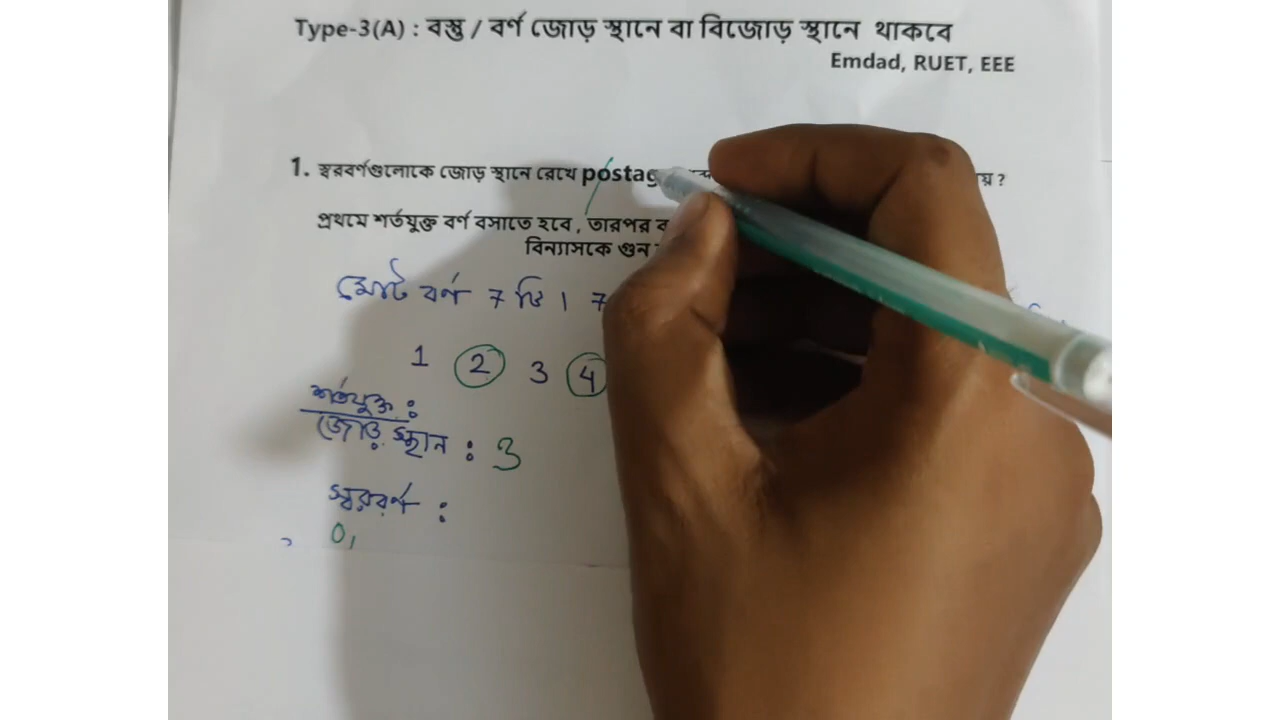 Type-3(A) : বস্তু / বর্ণ জোড় স্থানে বা বিজোড় স্থানে থাকবে
Emdad, RUET, EEE
1. স্বরবর্ণগুলোকে জোড় স্থানে রেখে postag
প্রথমে শর্তযুক্ত বর্ণ বসাতে হবে, তারপর
বিন্যাসকে গুন
মোট বর্ণ 7 টি। 7
1 2 3 4
শর্তযুক্ত :
জোড় স্থান : 3
স্বরবর্ণ :
o,